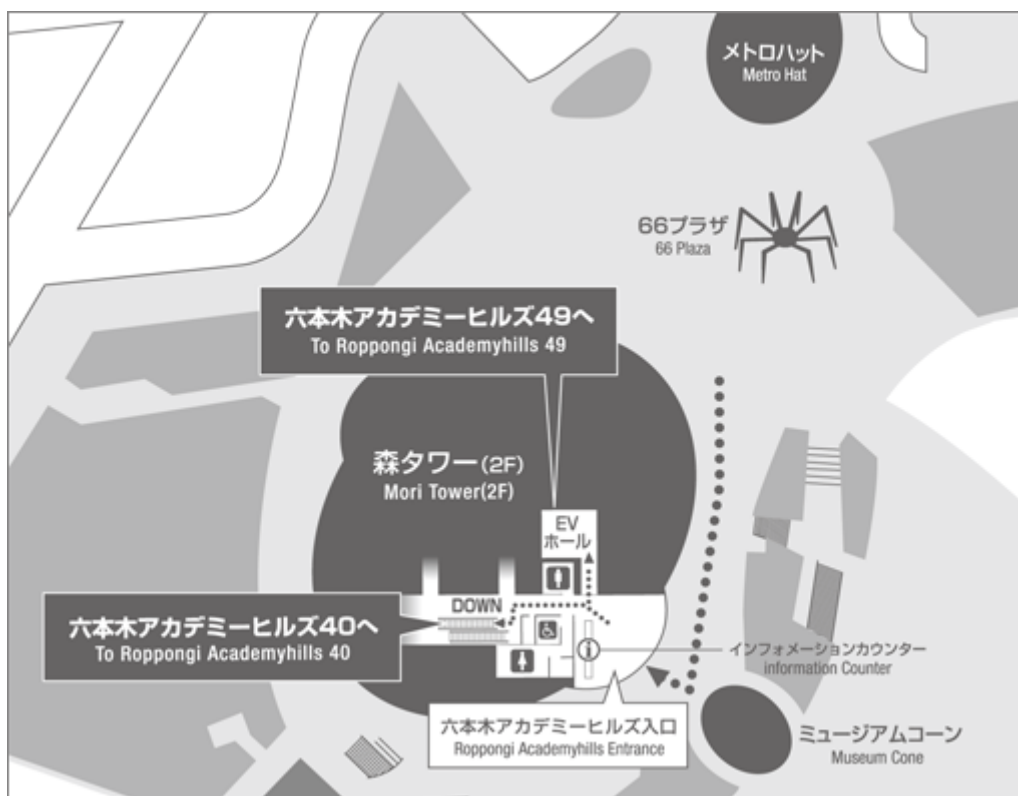 メトロハット
Metro Hat
66プラザ
66 Plaza
六本木アカデミーヒルズ49へ
To Roppongi Academyhills 49
森タワー(2F)
Mori Tower(2F)
EV
ホール
DOWN
六本木アカデミーヒルズ40へ
To Roppongi Academyhills 40
i
インフォメーションカウンター
information Counter
六本木アカデミーヒルズ入口
Roppongi Academyhills Entrance
ミュージアムコーン
Museum Cone